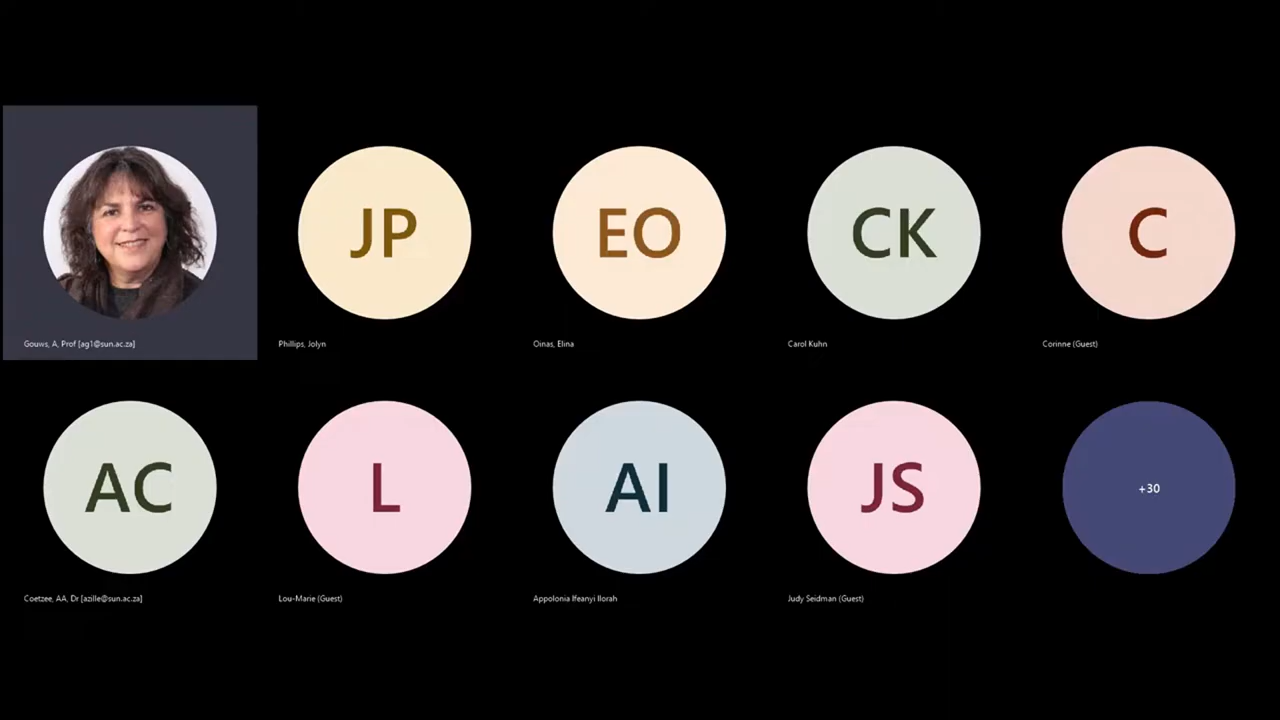 JP
EO
CK
C
Gouws, A, Prof [ag1@sun.ac.za]
Phillips, Jolyn
Oinas, Elina
Carol Kuhn
Corinne (Guest)
AC
L
AI
JS
+30
Coetzee, AA, Dr [azille@sun.ac.za]
Lou-Marie (Guest)
Appolonia Ifeanyi Ilorah
Judy Seidman (Guest)